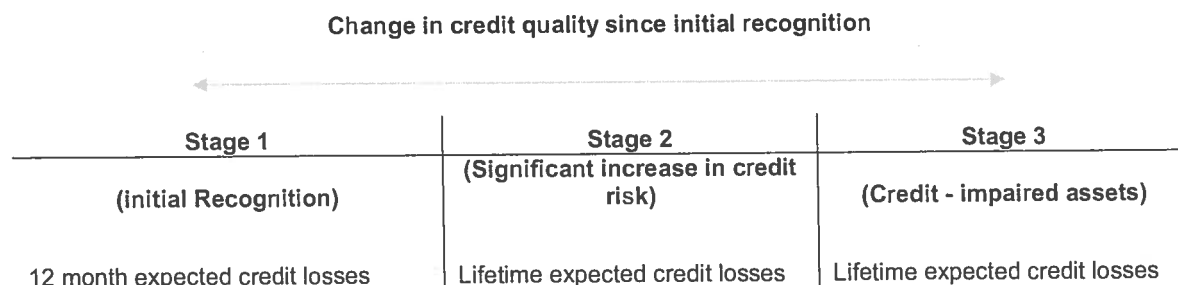 Change in credit quality since initial recognition
Stage 1
Stage 2
Stage 3
(initial Recognition)
(Significant increase in credit
risk)
(Credit - impaired assets)
12 month expected credit losses
Lifetime expected credit losses
Lifetime expected credit losses